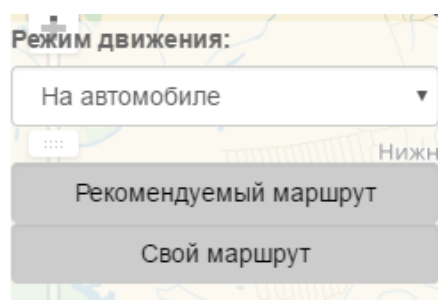 Режим движения:
На автомобиле
Нижн
Рекомендуемый маршрут
Свой маршрут